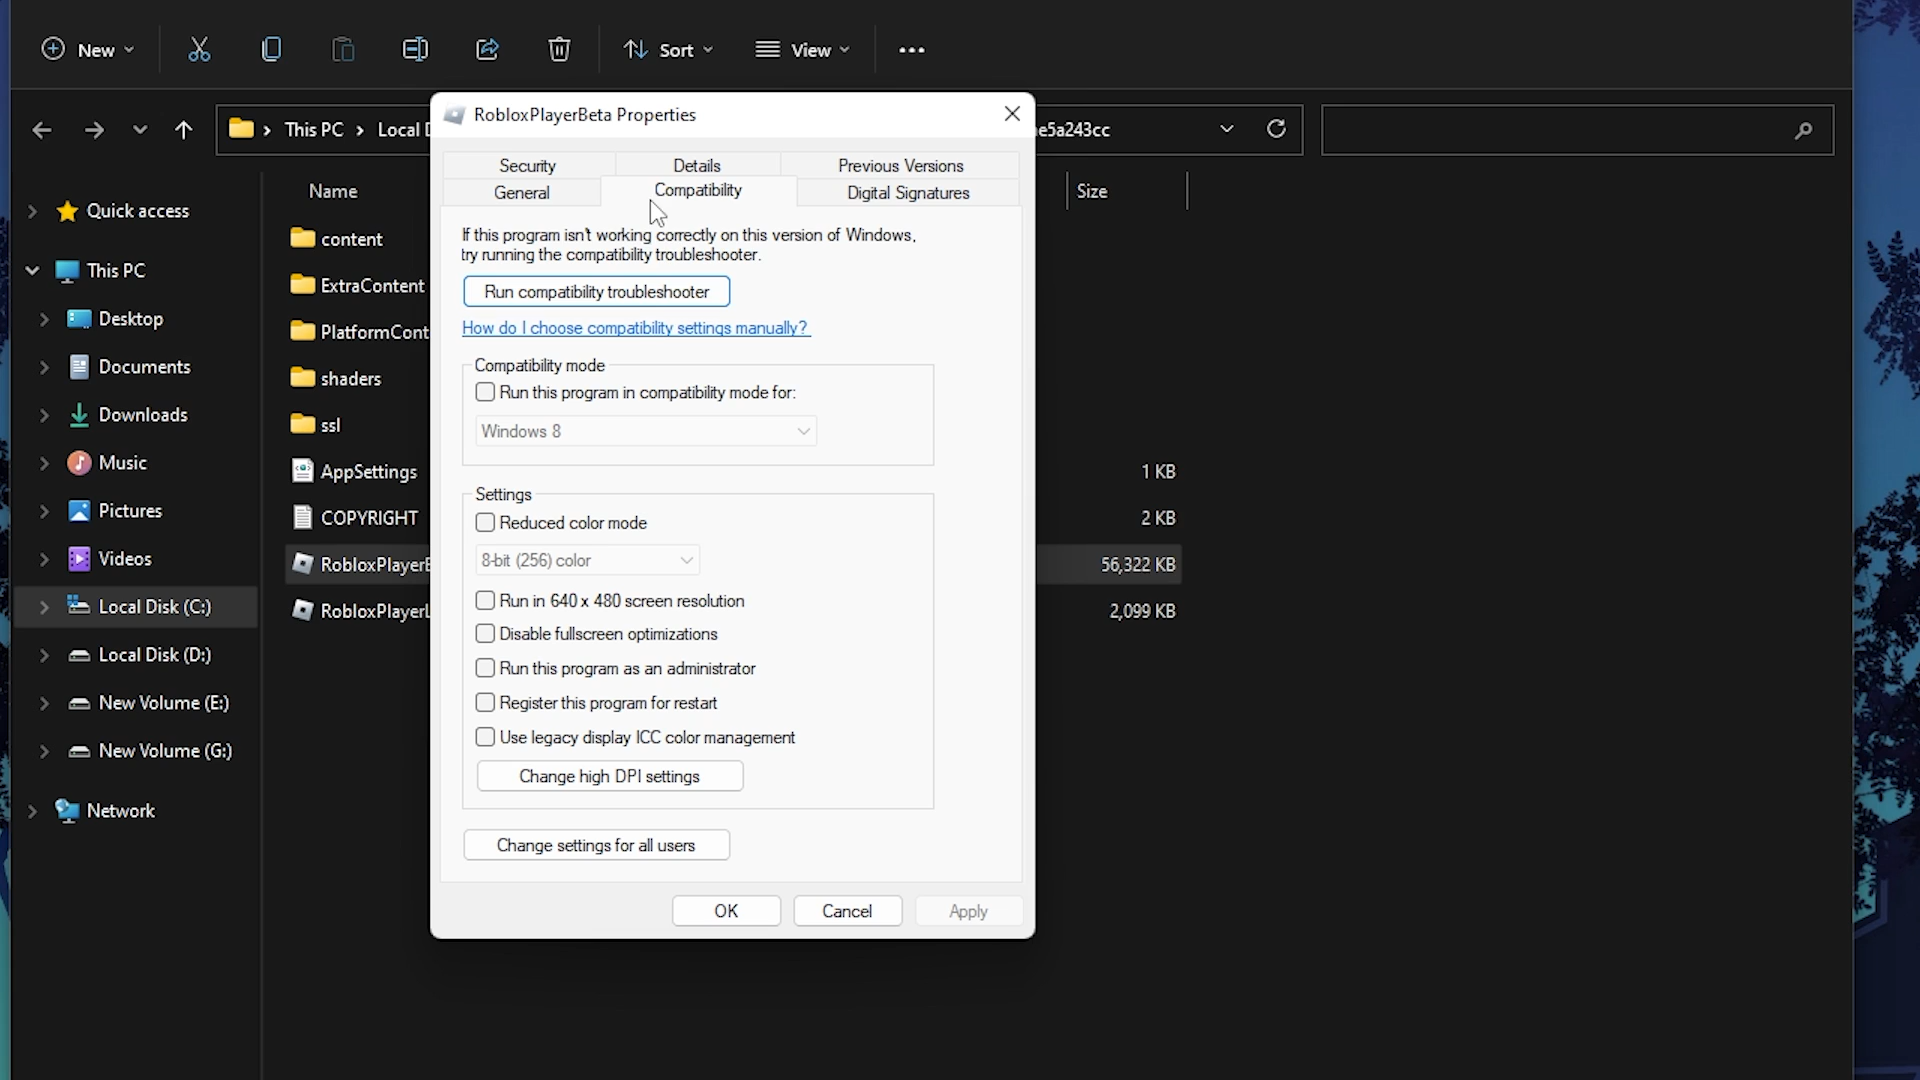 New
Sort
View
This PC
Local
e5a243cc
Name
Size
Quick access
This PC
Desktop
Documents
Downloads
Music
Pictures
Videos
Local Disk (C:)
Local Disk (D:)
New Volume (E:)
New Volume (G:)
Network
content
ExtraContent
PlatformCont
shaders
ssl
AppSettings
1 KB
COPYRIGHT
2 KB
RobloxPlayerB
56,322 KB
RobloxPlayerL
2,099 KB
RobloxPlayerBeta Properties
Security
Details
Previous Versions
General
Compatibility
Digital Signatures
If this program isn't working correctly on this version of Windows,
try running the compatibility troubleshooter.
Run compatibility troubleshooter
How do I choose compatibility settings manually?
Compatibility mode
Run this program in compatibility mode for:
Windows 8
Settings
Reduced color mode
8-bit (256) color
Run in 640 x 480 screen resolution
Disable fullscreen optimizations
Run this program as an administrator
Register this program for restart
Use legacy display ICC color management
Change high DPI settings
Change settings for all users
OK
Cancel
Apply